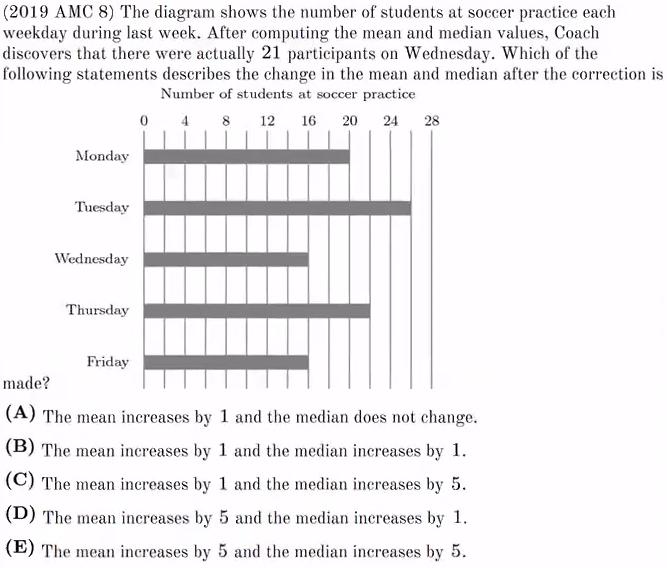 (2019 AMC 8) The diagram shows the number of students at soccer practice each
weekday during last week. After computing the mean and median values, Coach
discovers that there were actually 21 participants on Wednesday. Which of the
following statements describes the change in the mean and median after the correction is
Number of students at soccer practice
0 4 8 12 16 20 24 28
Monday
Tuesday
Wednesday
Thursday
Friday
made?
(A) The mean increases by 1 and the median does not change.
(B) The mean increases by 1 and the median increases by 1.
(C) The mean increases by 1 and the median increases by 5.
(D) The mean increases by 5 and the median increases by 1.
(E) The mean increases by 5 and the median increases by 5.